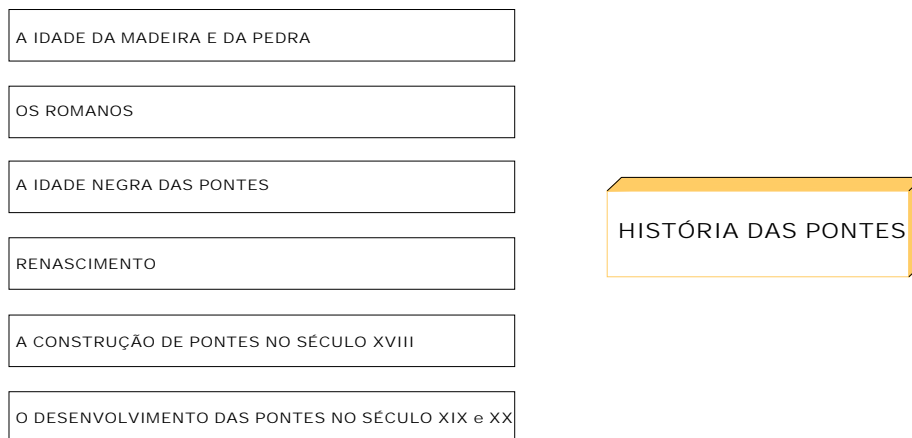 A IDADE DA MADEIRA E DA PEDRA
OS ROMANOS
A IDADE NEGRA DAS PONTES
RENASCIMENTO
A CONSTRUÇÃO DE PONTES NO SÉCULO XVIII
O DESENVOLVIMENTO DAS PONTES NO SÉCULO XIX e XX
HISTÓRIA DAS PONTES